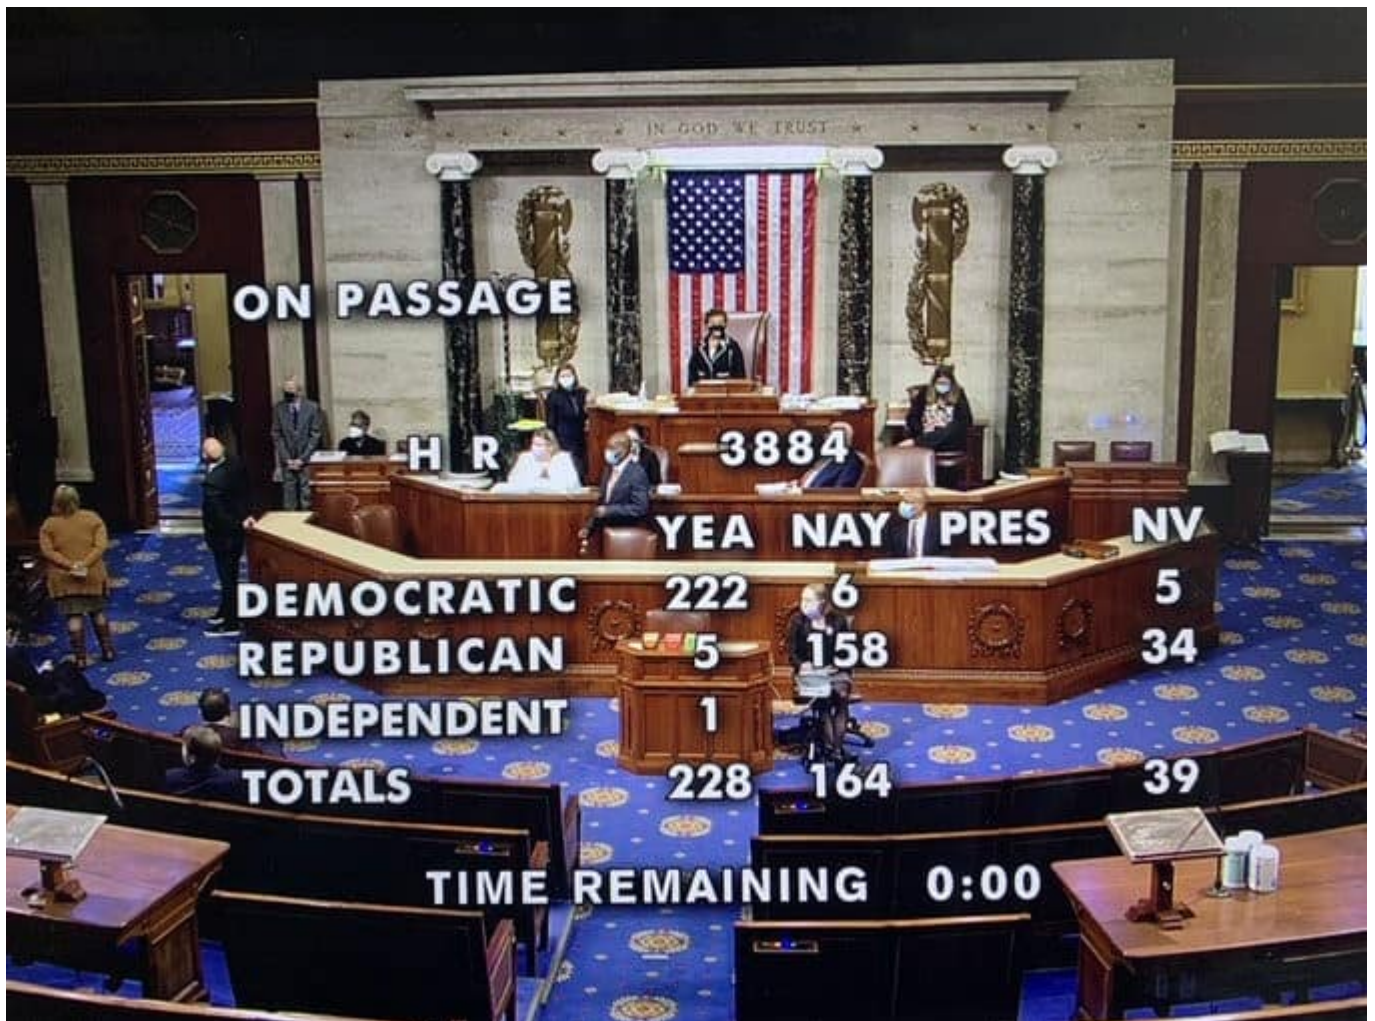 IN GOD WE TRUST
ON PASSAGE
H R 3884
YEA NAY PRES NV
DEMOCRATIC 222 6 5
REPUBLICAN 5 158 34
INDEPENDENT 1
TOTALS 228 164 39
TIME REMAINING 0:00